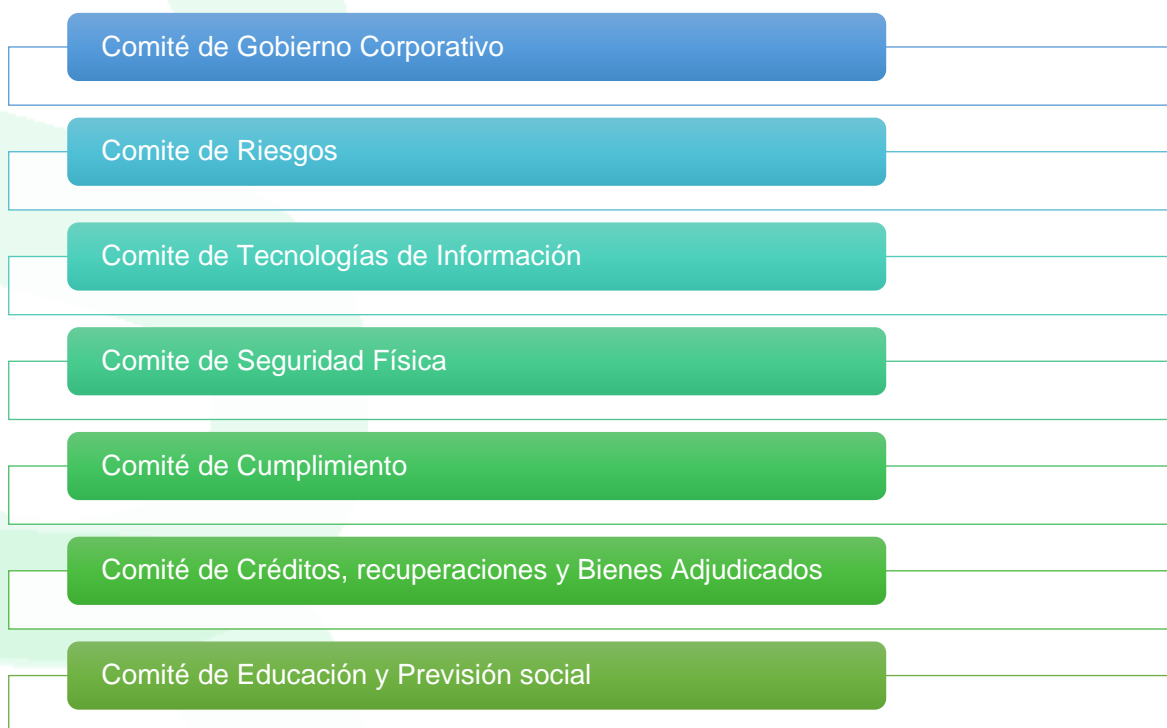 Comité de Gobierno Corporativo
Comite de Riesgos
Comite de Tecnologías de Información
Comite de Seguridad Física
Comité de Cumplimiento
Comité de Créditos, recuperaciones y Bienes Adjudicados
Comité de Educación y Previsión social